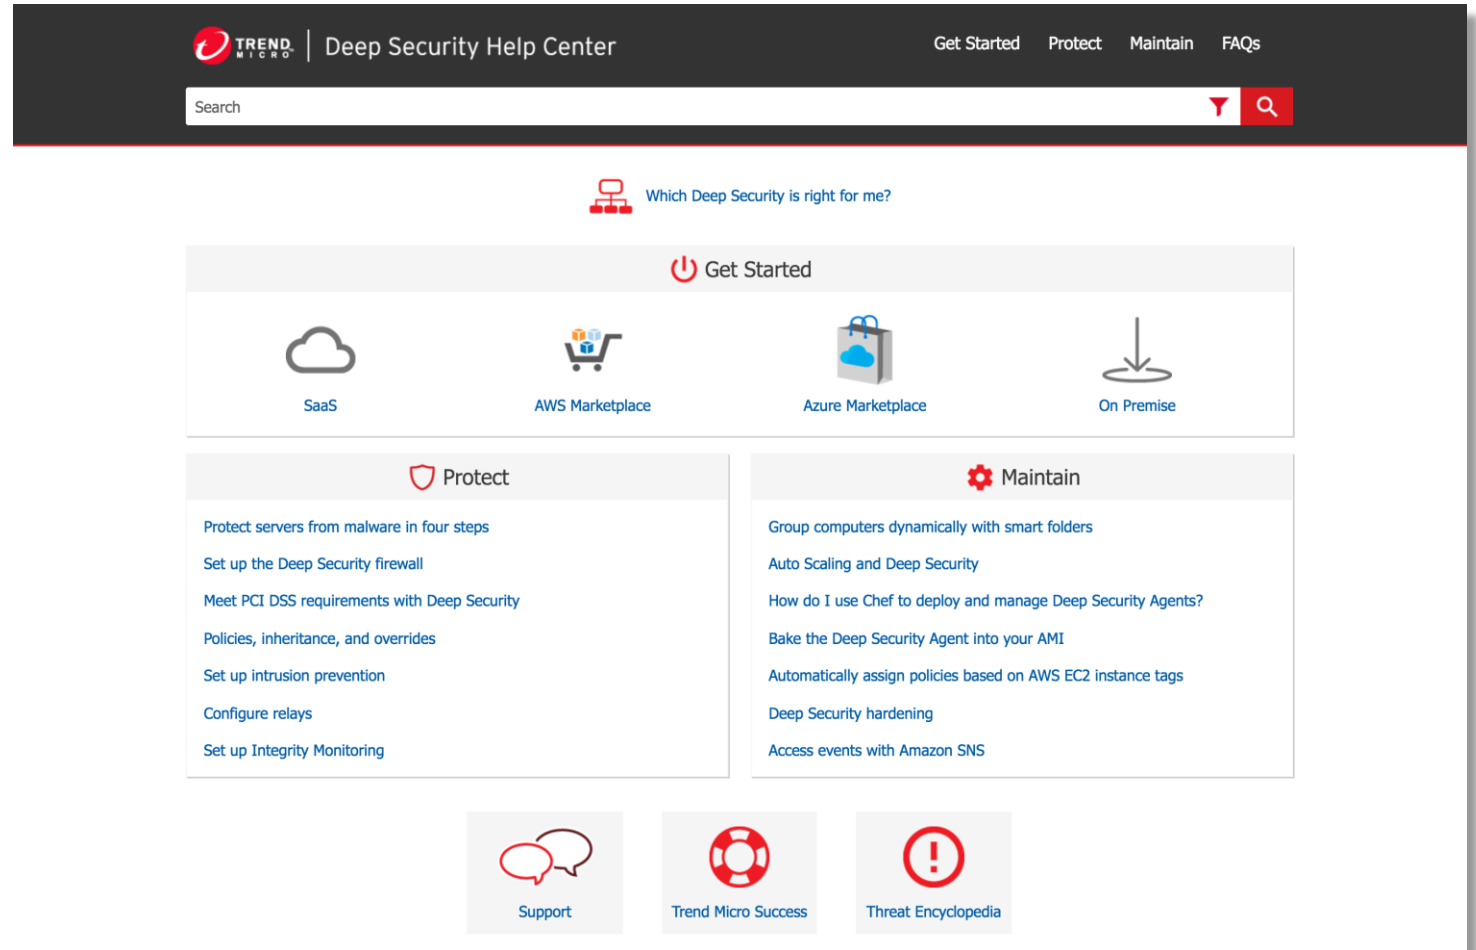 TREND MICRO | Deep Security Help Center
Get Started Protect Maintain FAQs
Search
Which Deep Security is right for me?
Get Started
SaaS
AWS Marketplace
Azure Marketplace
On Premise
Protect
Protect servers from malware in four steps
Set up the Deep Security firewall
Meet PCI DSS requirements with Deep Security
Policies, inheritance, and overrides
Set up intrusion prevention
Configure relays
Set up Integrity Monitoring
Maintain
Group computers dynamically with smart folders
Auto Scaling and Deep Security
How do I use Chef to deploy and manage Deep Security Agents?
Bake the Deep Security Agent into your AMI
Automatically assign policies based on AWS EC2 instance tags
Deep Security hardening
Access events with Amazon SNS
Support
Trend Micro Success
Threat Encyclopedia